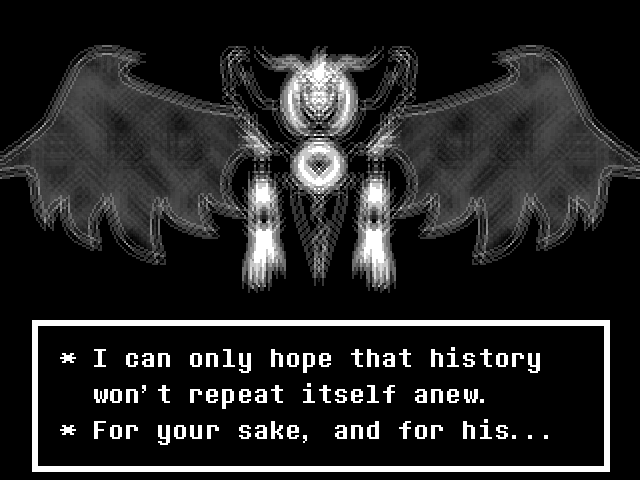 * I can only hope that history
won't repeat itself anew.
* For your sake, and for his...